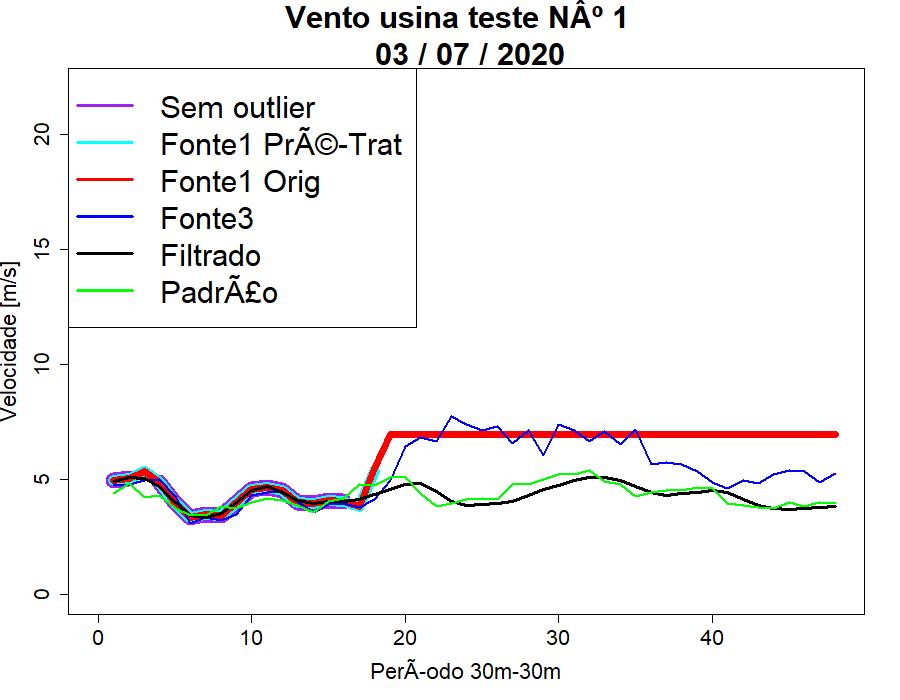 Vento usina teste NÂº 1
03 / 07 / 2020
Sem outlier
Fonte1 PrÃ©-Trat
Fonte1 Orig
Fonte3
Filtrado
PadrÃ£o
Velocidade [m/s]
20
15
10
5
0
0 10 20 30 40
PerÃ-odo 30m-30m